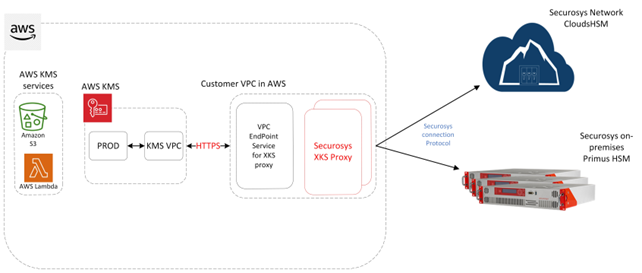 aws
AWS KMS
services
Amazon
S3
AWS Lambda
AWS KMS
PROD
KMS VPC
HTTPS
Customer VPC in AWS
VPC
EndPoint
Service
for XKS
proxy
Securosys
XKS Proxy
Securosys
connection
Protocol
Securosys Network
CloudsHSM
Securosys on-
premises
Primus HSM